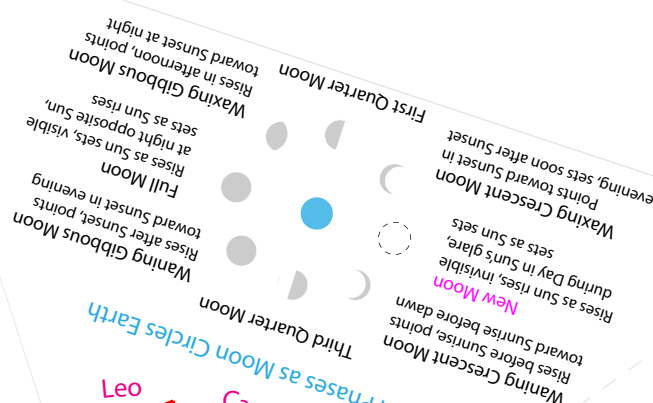 Phases as Moon Circles Earth
Waning Crescent Moon
Rises before Sunrise, points
toward Sunrise before dawn
Third Quarter Moon
Waning Gibbous Moon
Rises after Sunset, points
toward Sunset in evening
New Moon
Rises as Sun rises, invisible
during Day in Sun's glare,
sets as Sun sets
Full Moon
Rises as Sun sets, visible
at night opposite Sun,
sets as Sun rises
Waxing Crescent Moon
Points toward Sunset in
evening, sets soon after Sunset
First Quarter Moon
Waxing Gibbous Moon
Rises in afternoon, points
toward Sunset at night
Leo